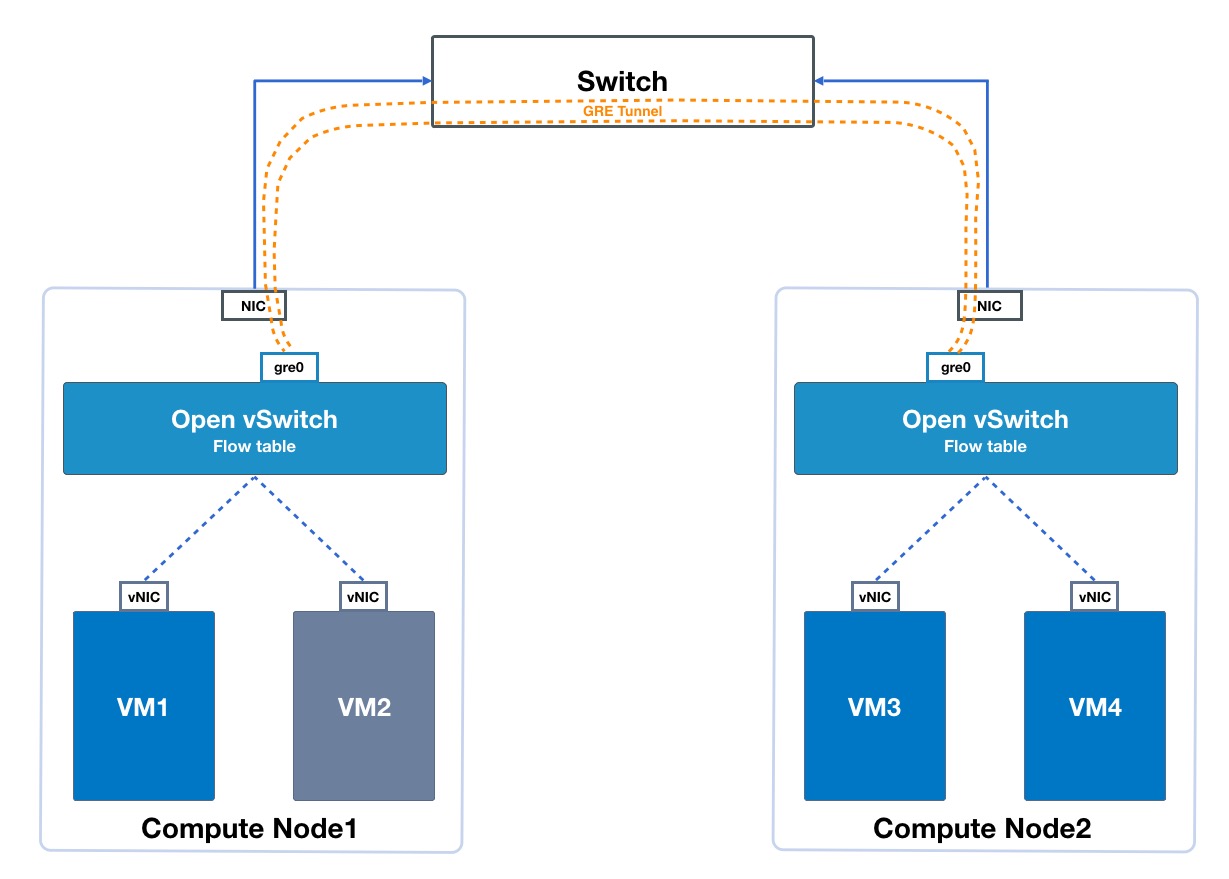 Switch
GRE Tunnel
NIC
NIC
gre0
gre0
Open vSwitch
Flow table
Open vSwitch
Flow table
vNIC
vNIC
vNIC
vNIC
VM1
VM2
VM3
VM4
Compute Node1
Compute Node2